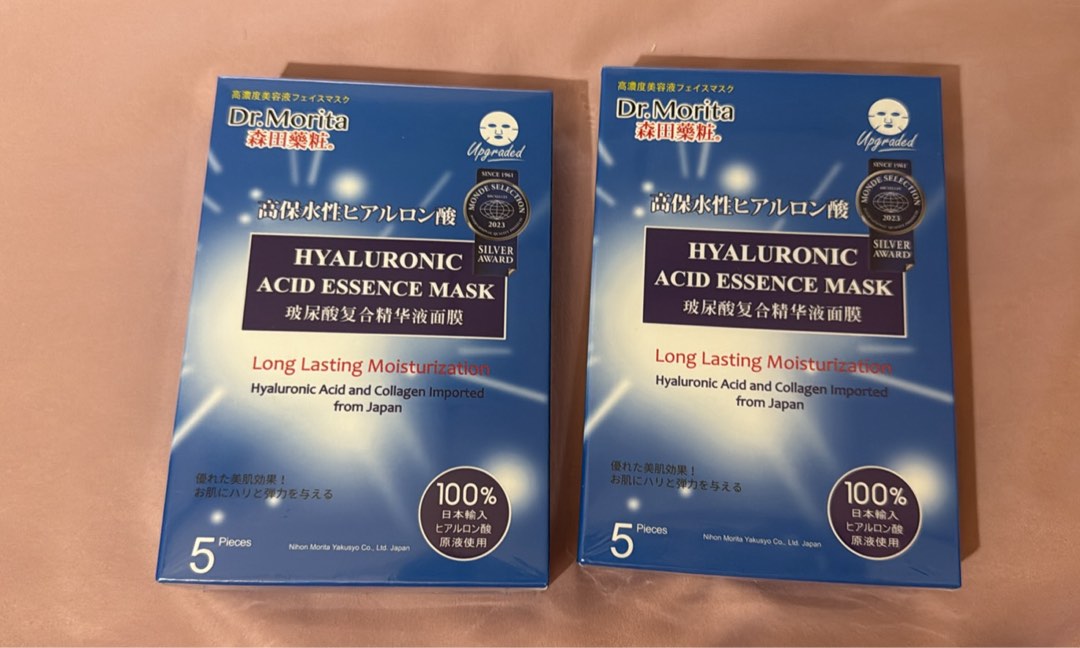 高濃度美容液フェイスマスク
Dr.Morita
森田藥粧®
Upgraded
SINCE 1961
MONDE SELECTION
2023
SILVER
AWARD
高保水性ヒアルロン酸
HYALURONIC
ACID ESSENCE MASK
玻尿酸复合精华液面膜
Long Lasting Moisturization
Hyaluronic Acid and Collagen Imported
from Japan
優れた美肌効果！
お肌にハリと弾力を与える
100%
日本輸入
ヒアルロン酸
原液使用
5 Pieces
Nihon Morita Yakusyo Co., Ltd. Japan
高濃度美容液フェイスマスク
Dr.Morita
森田藥粧®
Upgraded
SINCE 1961
MONDE SELECTION
2023
SILVER
AWARD
高保水性ヒアルロン酸
HYALURONIC
ACID ESSENCE MASK
玻尿酸复合精华液面膜
Long Lasting Moisturization
Hyaluronic Acid and Collagen Imported
from Japan
優れた美肌効果！
お肌にハリと弾力を与える
100%
日本輸入
ヒアルロン酸
原液使用
5 Pieces
Nihon Morita Yakusyo Co., Ltd. Japan